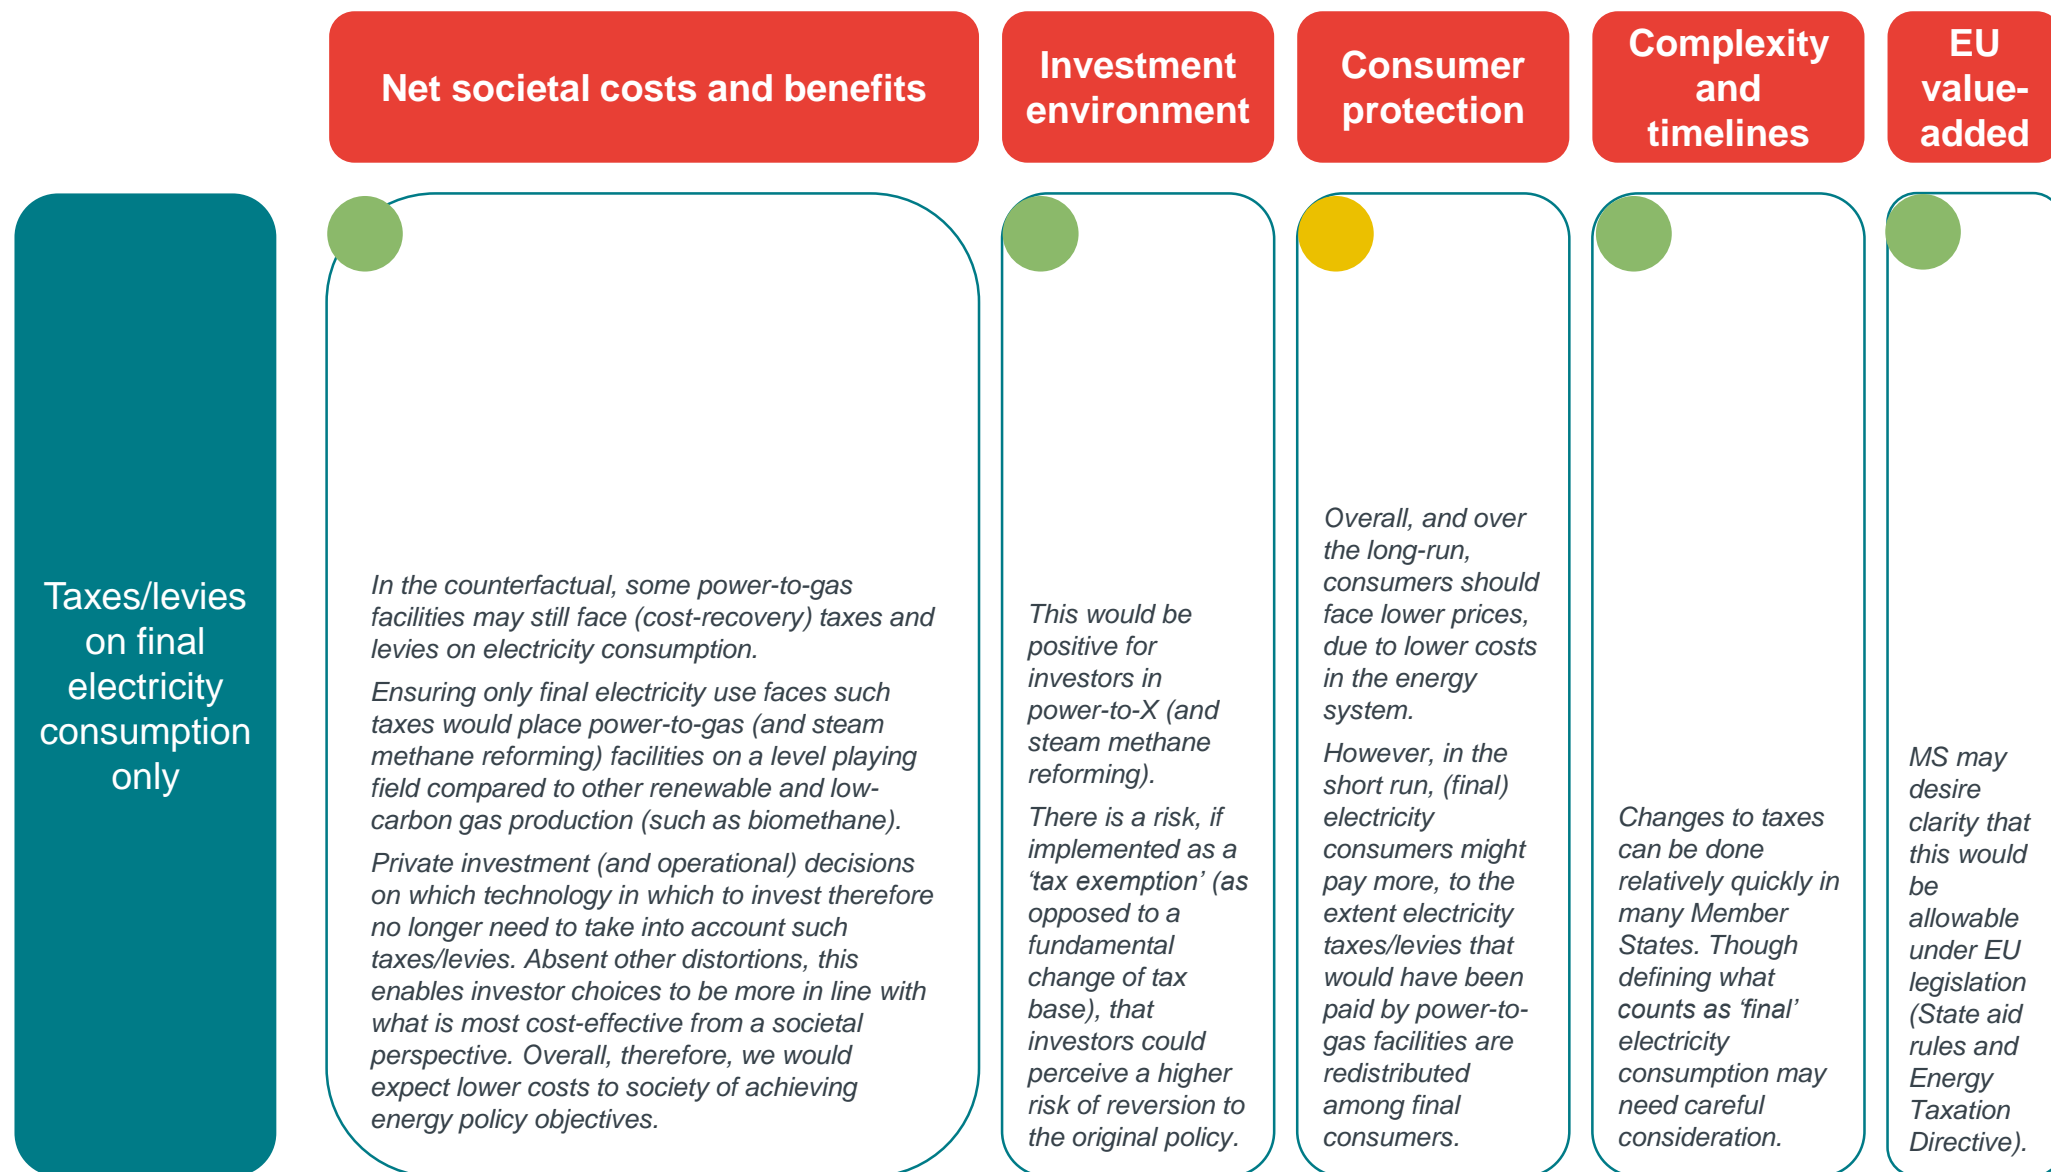 Net societal costs and benefits
Investment
environment
Consumer
protection
Complexity
and
timelines
EU
value-
added
Taxes/levies
on final
electricity
consumption
only
In the counterfactual, some power-to-gas
facilities may still face (cost-recovery) taxes and
levies on electricity consumption.
Ensuring only final electricity use faces such
taxes would place power-to-gas (and steam
methane reforming) facilities on a level playing
field compared to other renewable and low-
carbon gas production (such as biomethane).
Private investment (and operational) decisions
on which technology in which to invest therefore
no longer need to take into account such
taxes/levies. Absent other distortions, this
enables investor choices to be more in line with
what is most cost-effective from a societal
perspective. Overall, therefore, we would
expect lower costs to society of achieving
energy policy objectives.
This would be
positive for
investors in
power-to-X (and
steam methane
reforming).
There is a risk, if
implemented as a
‘tax exemption’ (as
opposed to a
fundamental
change of tax
base), that
investors could
perceive a higher
risk of reversion to
the original policy.
Overall, and over
the long-run,
consumers should
face lower prices,
due to lower costs
in the energy
system.
However, in the
short run, (final)
electricity
consumers might
pay more, to the
extent electricity
taxes/levies that
would have been
paid by power-to-
gas facilities are
redistributed
among final
consumers.
Changes to taxes
can be done
relatively quickly in
many Member
States. Though
defining what
counts as ‘final’
electricity
consumption may
need careful
consideration.
MS may
desire
clarity that
this would
be
allowable
under EU
legislation
(State aid
rules and
Energy
Taxation
Directive).